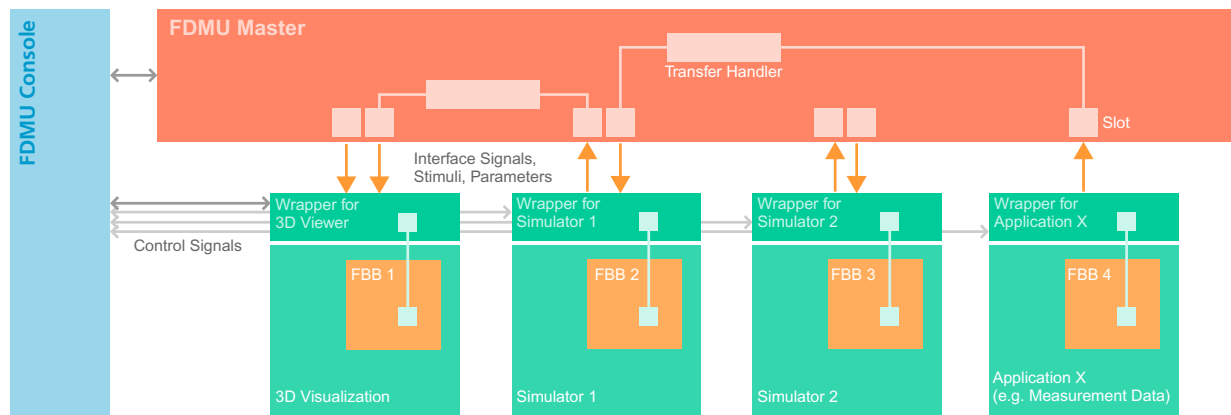 FDMU Console
FDMU Master
Transfer Handler
Slot
Interface Signals,
Stimuli, Parameters
Control Signals
Wrapper for
3D Viewer
Wrapper for
Simulator 1
Wrapper for
Simulator 2
Wrapper for
Application X
FBB 1
FBB 2
FBB 3
FBB 4
3D Visualization
Simulator 1
Simulator 2
Application X
(e.g. Measurement Data)